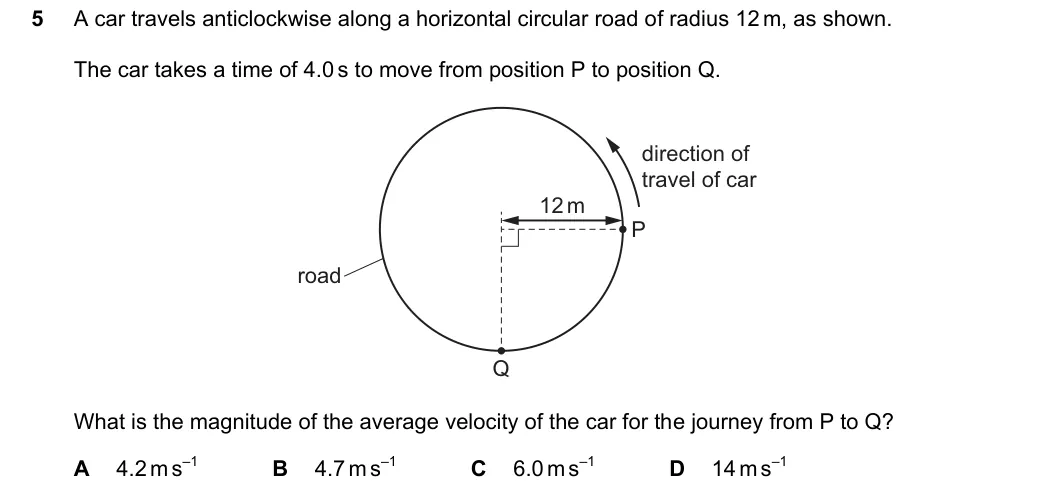 5 A car travels anticlockwise along a horizontal circular road of radius 12 m, as shown.
The car takes a time of 4.0 s to move from position P to position Q.
direction of
travel of car
12 m
P
road
Q
What is the magnitude of the average velocity of the car for the journey from P to Q?
A 4.2 m s⁻¹ B 4.7 m s⁻¹ C 6.0 m s⁻¹ D 14 m s⁻¹